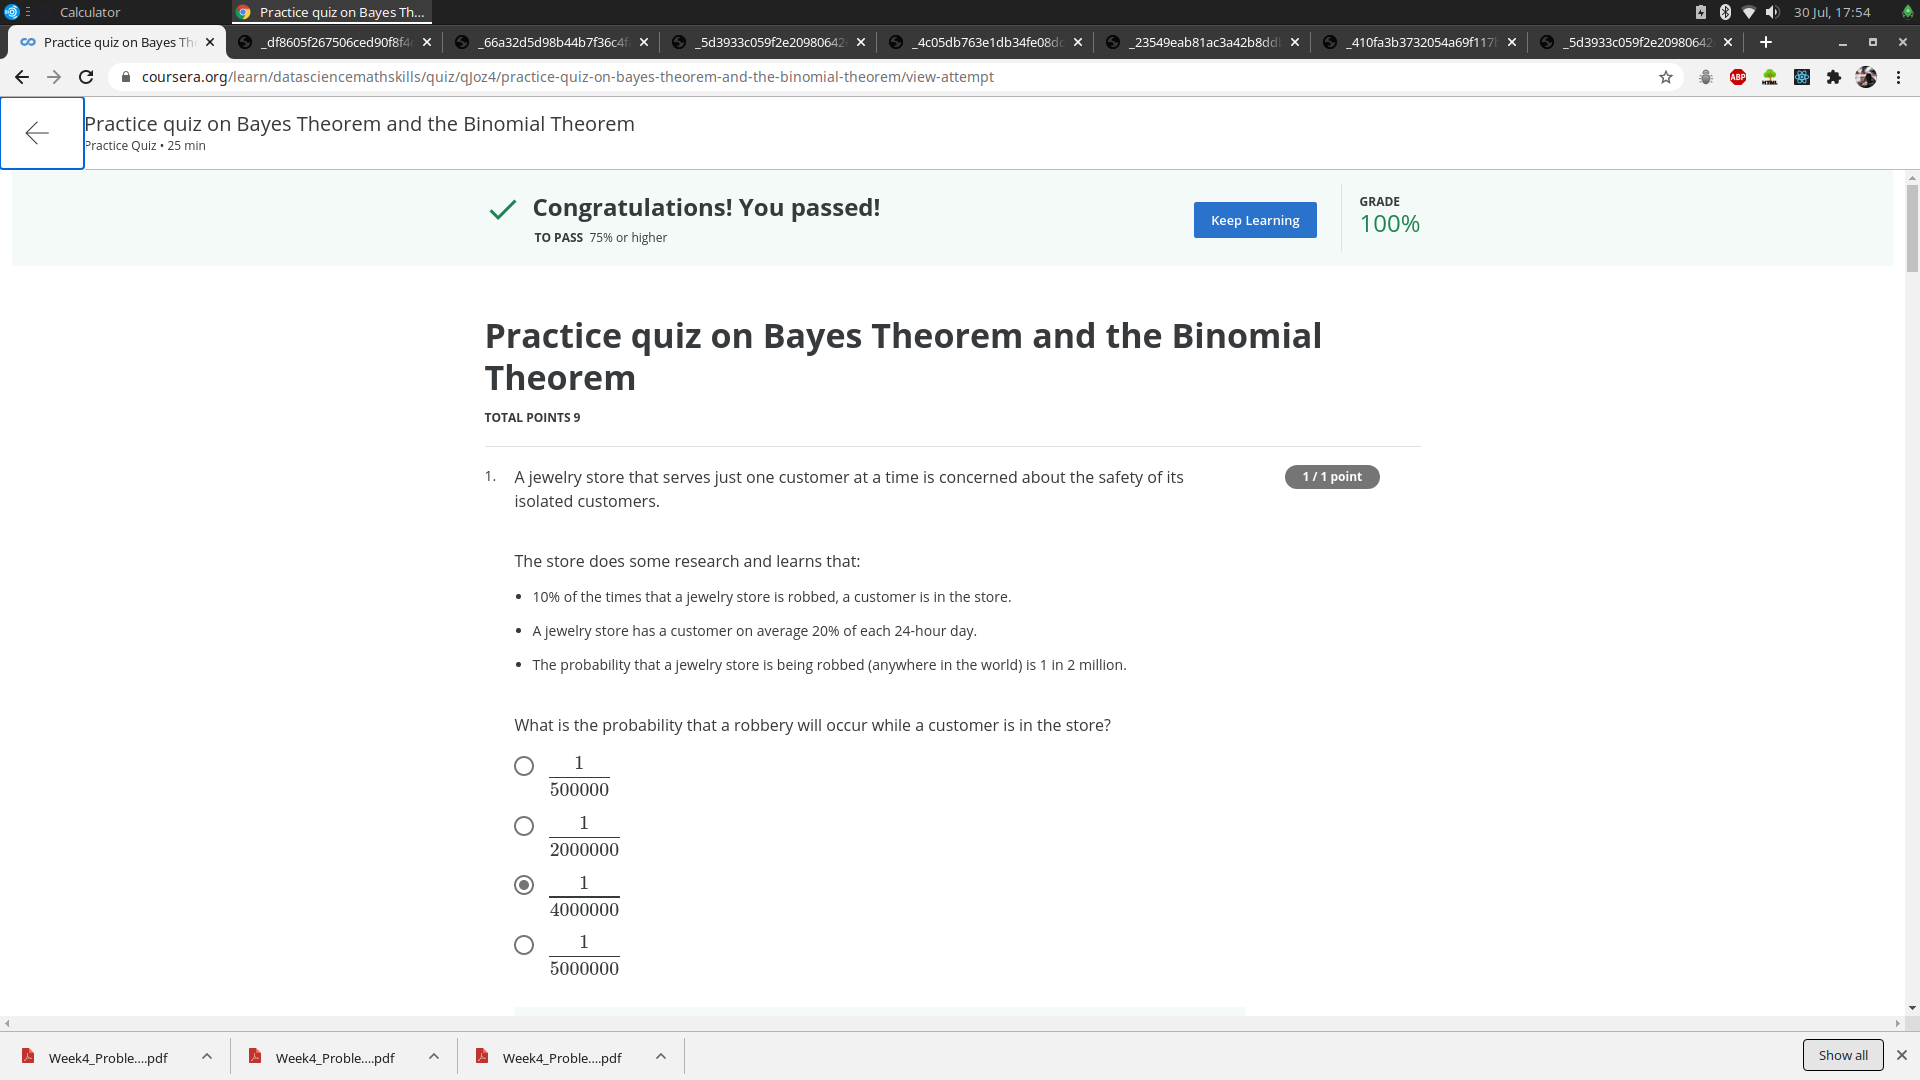 Calculator
Practice quiz on Bayes Th...
30 Jul, 17:54
Practice quiz on Bayes Th
_df8605f267506ced90f8f4
_66a32d5d98b44b7f36c4f
_5d3933c059f2e20980642
_4c05db763e1db34fe08d
_23549eab81ac3a42b8dd
_410fa3b3732054a69f117
_5d3933c059f2e20980642
coursera.org/learn/datasciencemathskills/quiz/qJoz4/practice-quiz-on-bayes-theorem-and-the-binomial-theorem/view-attempt
ABP
HTML
Practice quiz on Bayes Theorem and the Binomial Theorem
Practice Quiz • 25 min
Congratulations! You passed!
TO PASS 75% or higher
Keep Learning
GRADE
100%
Practice quiz on Bayes Theorem and the Binomial
Theorem
TOTAL POINTS 9
1. A jewelry store that serves just one customer at a time is concerned about the safety of its
isolated customers.
1 / 1 point
The store does some research and learns that:
• 10% of the times that a jewelry store is robbed, a customer is in the store.
• A jewelry store has a customer on average 20% of each 24-hour day.
• The probability that a jewelry store is being robbed (anywhere in the world) is 1 in 2 million.
What is the probability that a robbery will occur while a customer is in the store?
1
500000
1
2000000
1
4000000
1
5000000
Week4_Proble....pdf
Week4_Proble....pdf
Week4_Proble....pdf
Show all